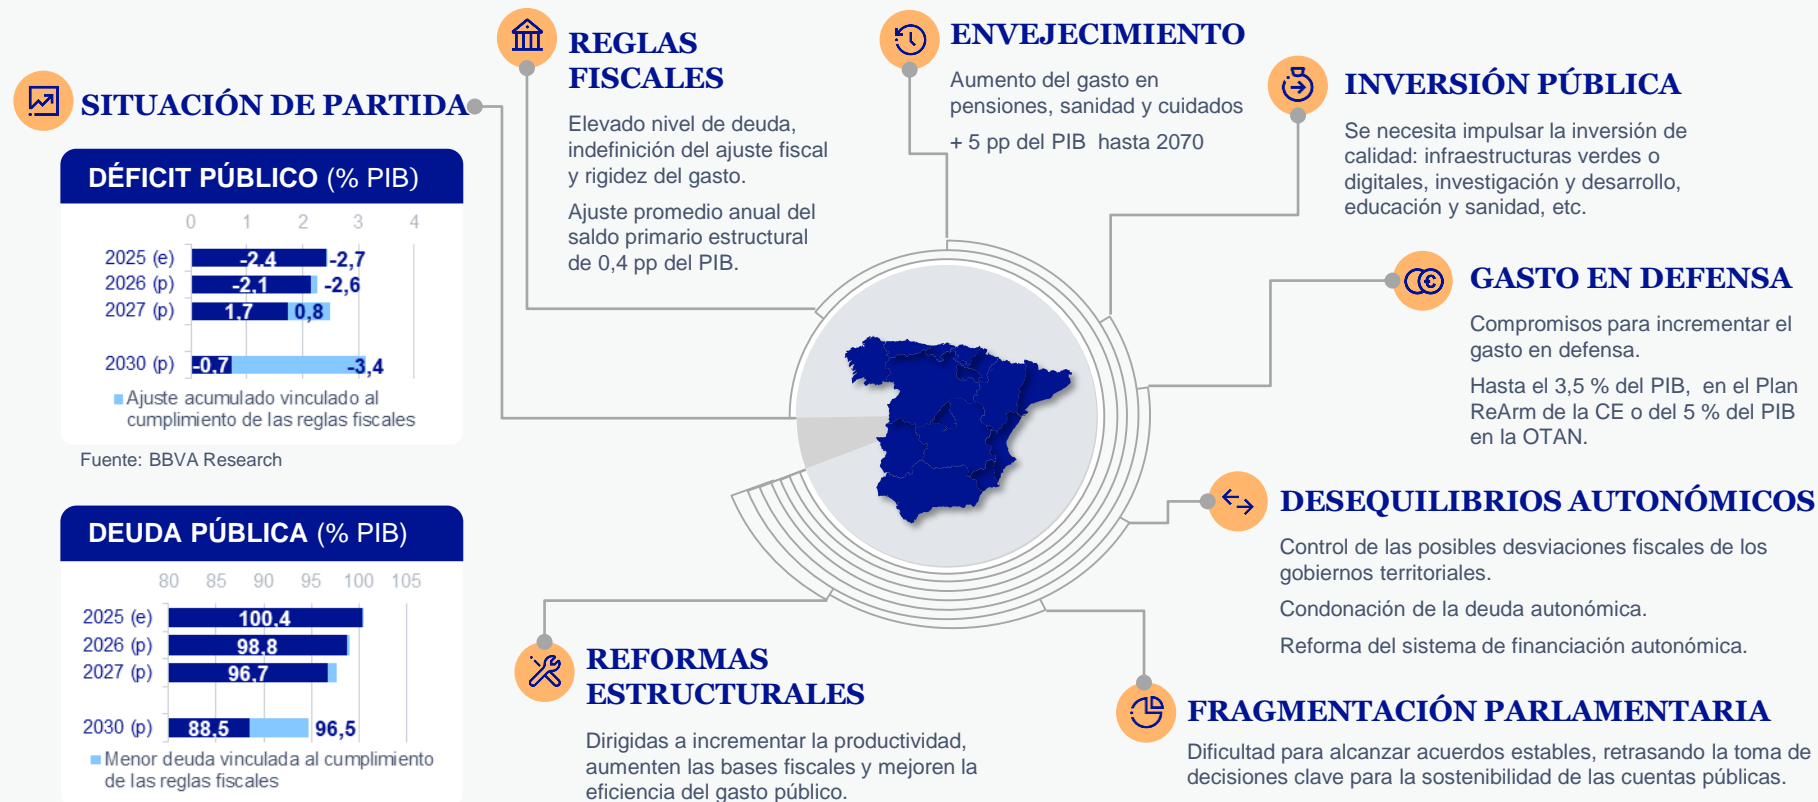 SITUACIÓN DE PARTIDA
DÉFICIT PÚBLICO (% PIB)
0 1 2 3 4
2025 (e) -2,4 -2,7
2026 (p) -2,1 -2,6
2027 (p) 1,7 0,8
2030 (p) -0,7 -3,4
Ajuste acumulado vinculado al
cumplimiento de las reglas fiscales
Fuente: BBVA Research
DEUDA PÚBLICA (% PIB)
80 85 90 95 100 105
2025 (e) 100,4
2026 (p) 98,8
2027 (p) 96,7
2030 (p) 88,5 96,5
Menor deuda vinculada al cumplimiento
de las reglas fiscales
REGLAS
FISCALES
Elevado nivel de deuda,
indefinición del ajuste fiscal
y rigidez del gasto.
Ajuste promedio anual del
saldo primario estructural
de 0,4 pp del PIB.
ENVEJECIMIENTO
Aumento del gasto en
pensiones, sanidad y cuidados
+ 5 pp del PIB hasta 2070
INVERSIÓN PÚBLICA
Se necesita impulsar la inversión de
calidad: infraestructuras verdes o
digitales, investigación y desarrollo,
educación y sanidad, etc.
GASTO EN DEFENSA
Compromisos para incrementar el
gasto en defensa.
Hasta el 3,5 % del PIB, en el Plan
ReArm de la CE o del 5 % del PIB
en la OTAN.
DESEQUILIBRIOS AUTONÓMICOS
Control de las posibles desviaciones fiscales de los
gobiernos territoriales.
Condonación de la deuda autonómica.
Reforma del sistema de financiación autonómica.
FRAGMENTACIÓN PARLAMENTARIA
Dificultad para alcanzar acuerdos estables, retrasando la toma de
decisiones clave para la sostenibilidad de las cuentas públicas.
REFORMAS
ESTRUCTURALES
Dirigidas a incrementar la productividad,
aumenten las bases fiscales y mejoren la
eficiencia del gasto público.